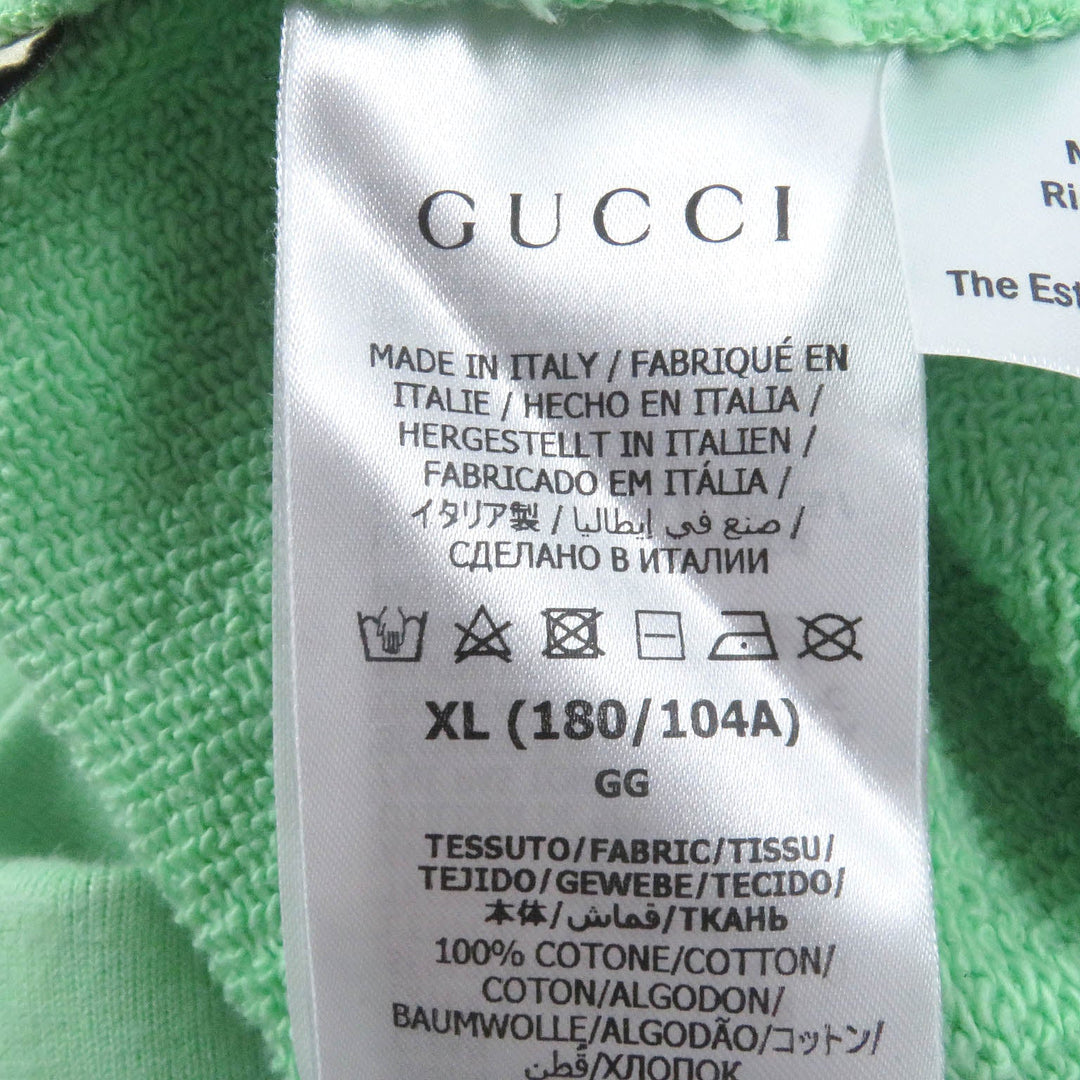 GUCCI
MADE IN ITALY / FABRIQUÉ EN
ITALIE / HECHO EN ITALIA /
HERGESTELLT IN ITALIEN /
FABRICADO EM ITÁLIA /
イタリア製 / صنع في إيطاليا /
СДЕЛАНО В ИТАЛИИ
XL (180/104A)
GG
TESSUTO/FABRIC/TISSU/
TEJIDO/GEWEBE/TECIDO/
本体/قماش/ТКАНЬ
100% COTONE/COTTON/
COTON/ALGODON/
BAUMWOLLE/ALGODÃO/コットン/
قُطن/ХЛОПОК
The